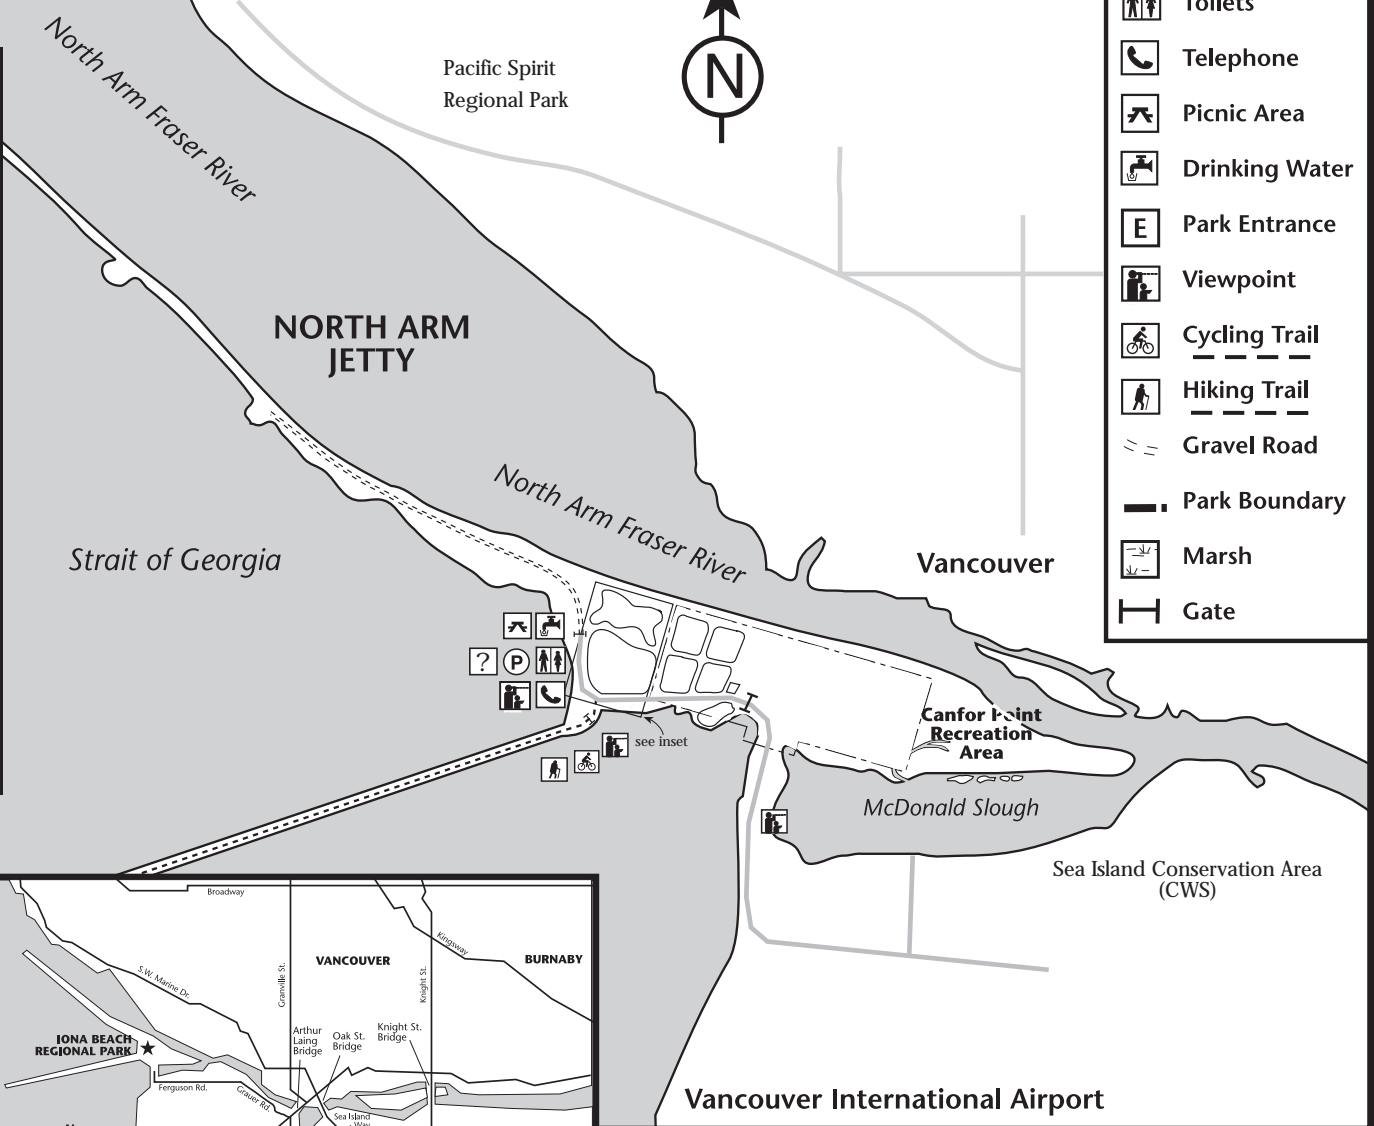 North Arm Fraser River
Pacific Spirit
Regional Park
N
Toilets
Telephone
Picnic Area
Drinking Water
E
Park Entrance
Viewpoint
Cycling Trail
Hiking Trail
Gravel Road
Park Boundary
Marsh
Gate
NORTH ARM
JETTY
North Arm Fraser River
Strait of Georgia
Vancouver
?
P
see inset
Canfor Point
Recreation
Area
McDonald Slough
Sea Island Conservation Area
(CWS)
Vancouver International Airport
Broadway
Kingsway
VANCOUVER
BURNABY
S.W. Marine Dr.
Granville St.
Knight St.
IONA BEACH
REGIONAL PARK
Arthur
Laing
Bridge
Oak St.
Bridge
Knight St.
Bridge
Ferguson Rd.
Grauer Rd.
Sea Island
Way